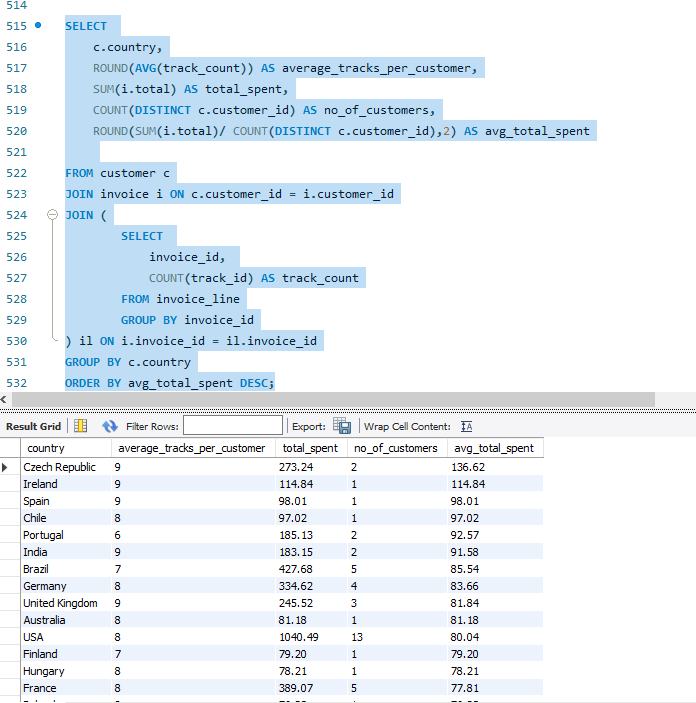 514
515 SELECT
516 c.country,
517 ROUND(AVG(track_count)) AS average_tracks_per_customer,
518 SUM(i.total) AS total_spent,
519 COUNT(DISTINCT c.customer_id) AS no_of_customers,
520 ROUND(SUM(i.total)/ COUNT(DISTINCT c.customer_id),2) AS avg_total_spent
521
522 FROM customer c
523 JOIN invoice i ON c.customer_id = i.customer_id
524 JOIN (
525 SELECT
526 invoice_id,
527 COUNT(track_id) AS track_count
528 FROM invoice_line
529 GROUP BY invoice_id
530 ) il ON i.invoice_id = il.invoice_id
531 GROUP BY c.country
532 ORDER BY avg_total_spent DESC;
Result Grid Filter Rows: Export: Wrap Cell Content:
country average_tracks_per_customer total_spent no_of_customers avg_total_spent
Czech Republic 9 273.24 2 136.62
Ireland 9 114.84 1 114.84
Spain 9 98.01 1 98.01
Chile 8 97.02 1 97.02
Portugal 6 185.13 2 92.57
India 9 183.15 2 91.58
Brazil 7 427.68 5 85.54
Germany 8 334.62 4 83.66
United Kingdom 9 245.52 3 81.84
Australia 8 81.18 1 81.18
USA 8 1040.49 13 80.04
Finland 7 79.20 1 79.20
Hungary 8 78.21 1 78.21
France 8 389.07 5 77.81